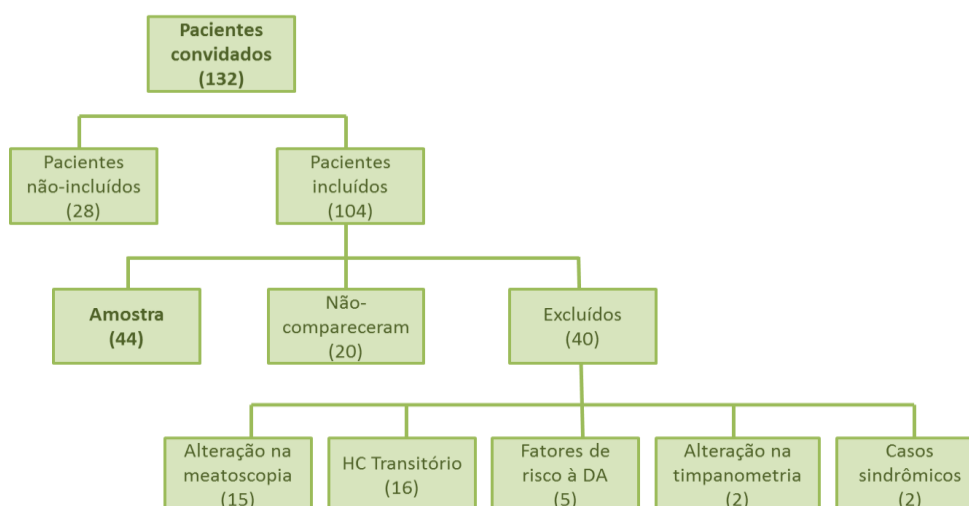 Pacientes
convidados
(132)
Pacientes
não-incluídos
(28)
Pacientes
incluídos
(104)
Amostra
(44)
Não-
compareceram
(20)
Excluídos
(40)
Alteração na
meatoscopia
(15)
HC Transitório
(16)
Fatores de
risco à DA
(5)
Alteração na
timpanometria
(2)
Casos
sindrômicos
(2)